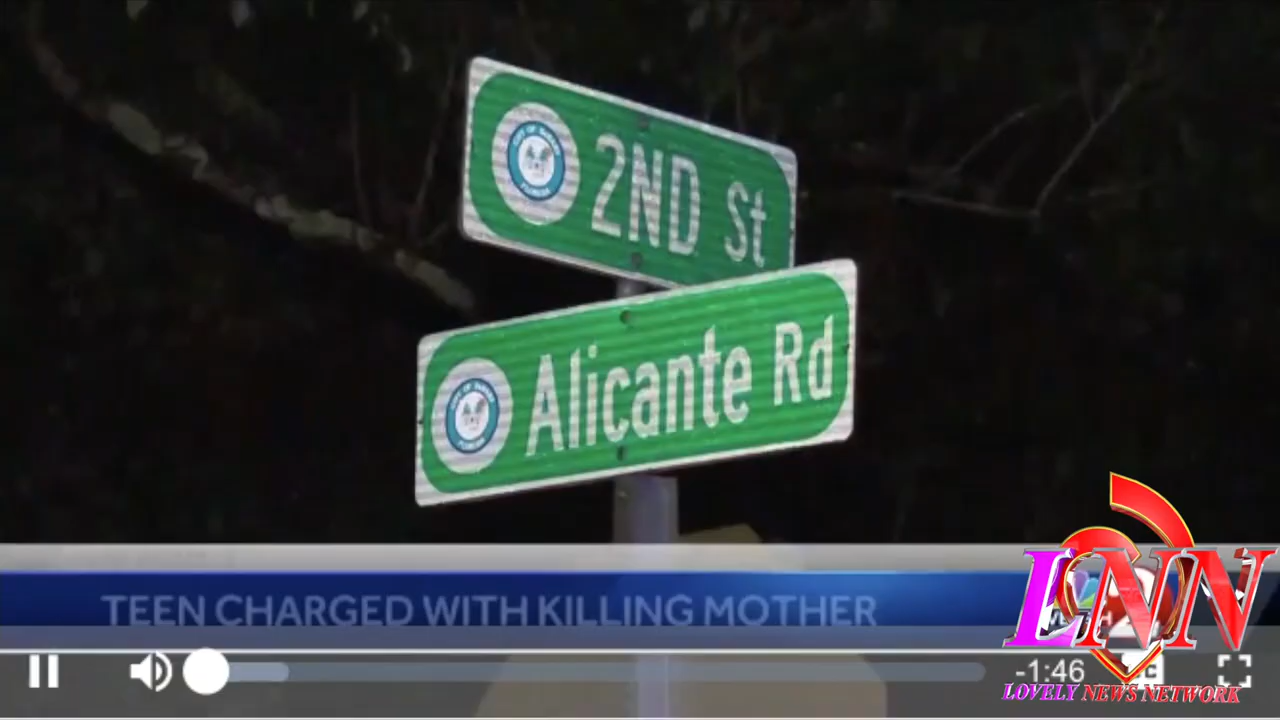 2ND St
Alicante Rd
TEEN CHARGED WITH KILLING MOTHER
-1:46
LNN
LOVELY NEWS NETWORK